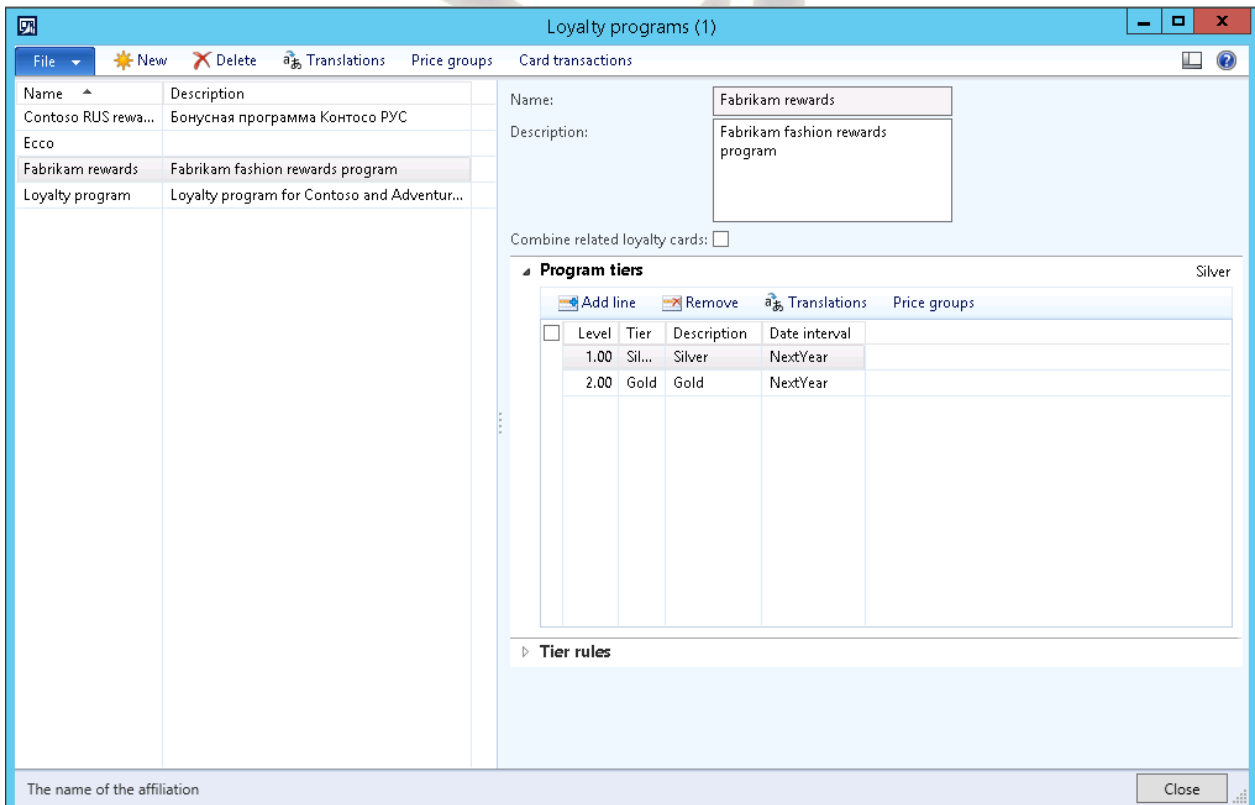 Loyalty programs (1)
File New Delete Translations Price groups Card transactions
Name Description
Contoso RUS rewa... Бонусная программа Контосо РУС
Ecco
Fabrikam rewards Fabrikam fashion rewards program
Loyalty program Loyalty program for Contoso and Adventur...
Name: Fabrikam rewards
Description: Fabrikam fashion rewards
program
Combine related loyalty cards:
Program tiers Silver
Add line Remove Translations Price groups
Level Tier Description Date interval
1.00 Sil... Silver NextYear
2.00 Gold Gold NextYear
Tier rules
The name of the affiliation Close